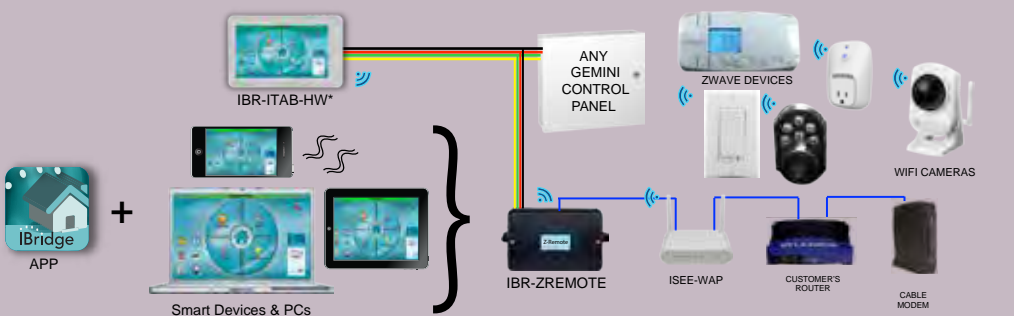 IBR-ITAB-HW*
ANY
GEMINI
CONTROL
PANEL
ZWAVE DEVICES
WIFI CAMERAS
IBridge
APP
+
Smart Devices & PCs
Z-Remote
IBR-ZREMOTE
ISEE-WAP
CUSTOMER'S
ROUTER
CABLE
MODEM